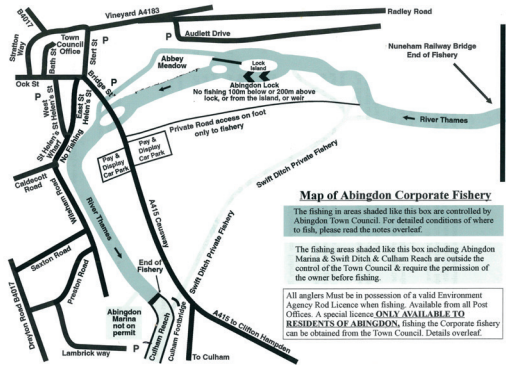 B4017
Vineyard A4183
Radley Road
Audlett Drive
P
Stratton
Way
Town
Council
Office
Bath St
Stert St
P
Abbey
Meadow
Lock
Island
Nuneham Railway Bridge
End of Fishery
Ock St
Bridge St
P
Abingdon Lock
No fishing 100m below or 200m above
lock, or from the island, or weir
P
West
St Helen's St
East St
Helen's St
St Helen's
Wharf
No Fishing
River Thames
Private Road access on foot
only to fishery
Pay &
Display
Car Park
Pay &
Display
Car Park
Caldecott
Road
Wilsham Road
Swift Ditch Private Fishery
River Thames
A415 Causway
Swift Ditch Private Fishery
Map of Abingdon Corporate Fishery
The fishing in areas shaded like this box are controlled by
Abingdon Town Council. For detailed conditions of where
to fish, please read the notes overleaf.
The fishing areas shaded like this box including Abingdon
Marina & Swift Ditch & Culham Reach are outside the
control of the Town Council & require the permission of
the owner before fishing.
All anglers Must be in possession of a valid Environment
Agency Rod Licence when fishing. Available from all Post
Offices. A special licence ONLY AVAILABLE TO
RESIDENTS OF ABINGDON, fishing the Corporate fishery
can be obtained from the Town Council. Details overleaf.
Saxton Road
Preston Road
Drayton Road B4017
Lambrick way
End of
Fishery
Abingdon
Marina
not on
permit
P
Culham Reach
Culham Footbridge
A415 to Clifton Hampden
To Culham